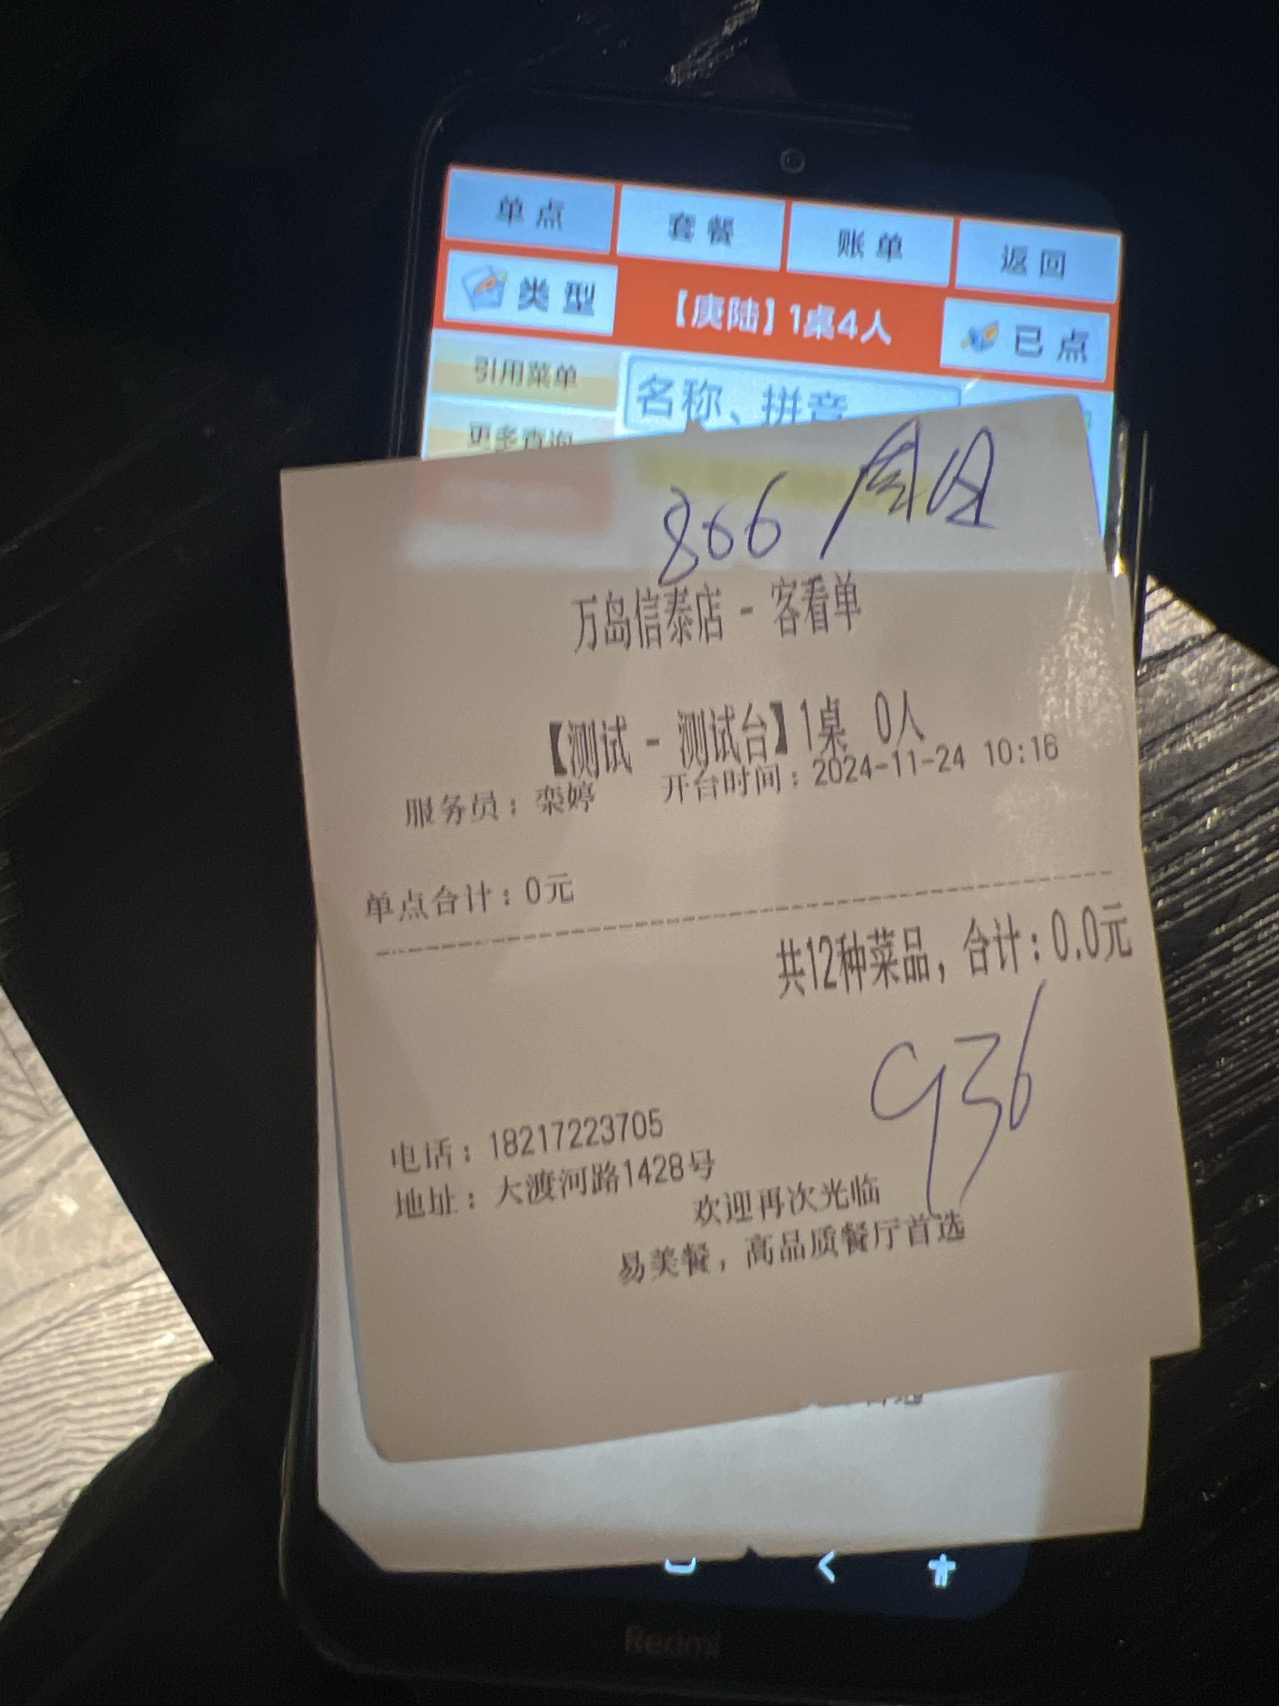 单点 套餐 账单 返回
类型 【庚陆】1桌4人 已点
引用菜单 名称、拼音
更多查询
866
万岛信泰店 - 客看单
【测试 - 测试台】1桌 0人
服务员：栾婷 开台时间：2024-11-24 10:16
单点合计：0元
共12种菜品，合计：0.0元
936
电话：18217223705
地址：大渡河路1428号
欢迎再次光临
易美餐，高品质餐厅首选
Redmi